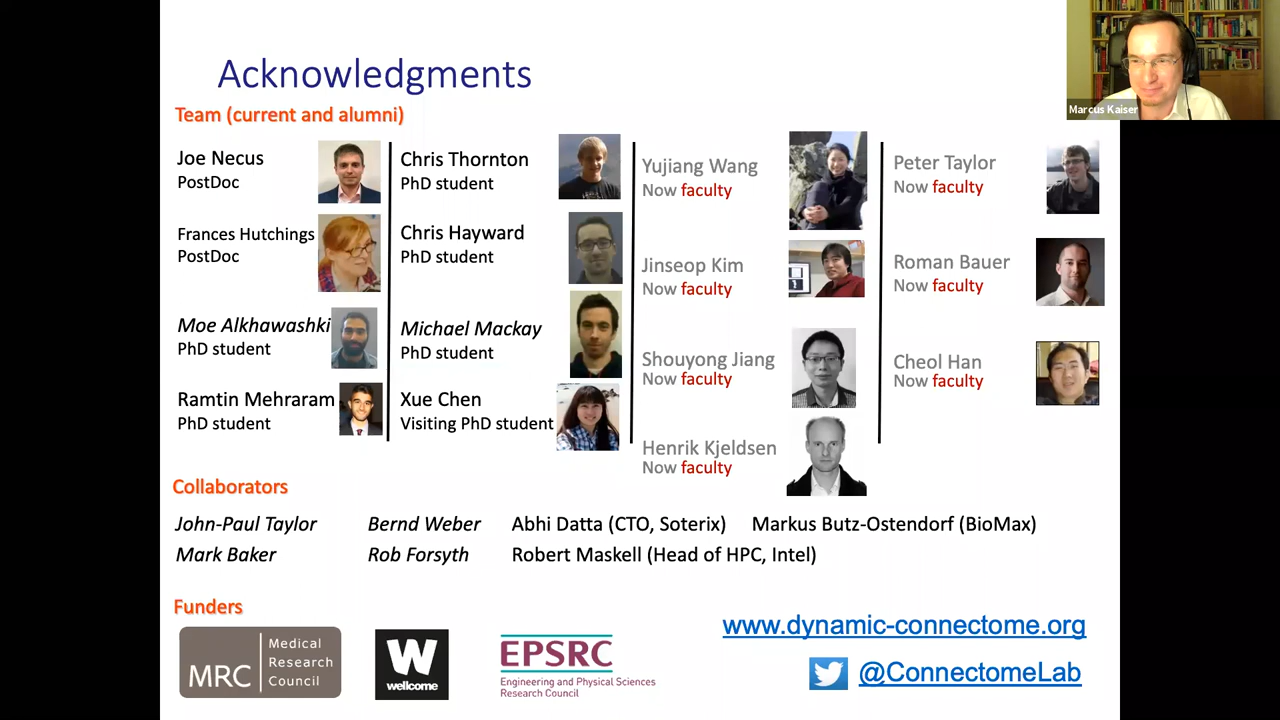 Acknowledgments
Marcus Kaiser
Team (current and alumni)
Joe Necus
PostDoc
Frances Hutchings
PostDoc
Moe Alkhawashki
PhD student
Ramtin Mehraram
PhD student
Chris Thornton
PhD student
Chris Hayward
PhD student
Michael Mackay
PhD student
Xue Chen
Visiting PhD student
Yujiang Wang
Now faculty
Jinseop Kim
Now faculty
Shouyong Jiang
Now faculty
Henrik Kjeldsen
Now faculty
Peter Taylor
Now faculty
Roman Bauer
Now faculty
Cheol Han
Now faculty
Collaborators
John-Paul Taylor Bernd Weber Abhi Datta (CTO, Soterix) Markus Butz-Ostendorf (BioMax)
Mark Baker Rob Forsyth Robert Maskell (Head of HPC, Intel)
Funders
MRC
Medical
Research
Council
W
wellcome
EPSRC
Engineering and Physical Sciences
Research Council
www.dynamic-connectome.org
@ConnectomeLab